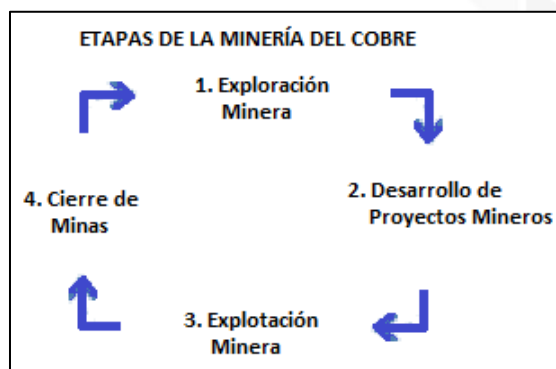 ETAPAS DE LA MINERÍA DEL COBRE
1. Exploración
Minera
2. Desarrollo de
Proyectos Mineros
3. Explotación
Minera
4. Cierre de
Minas